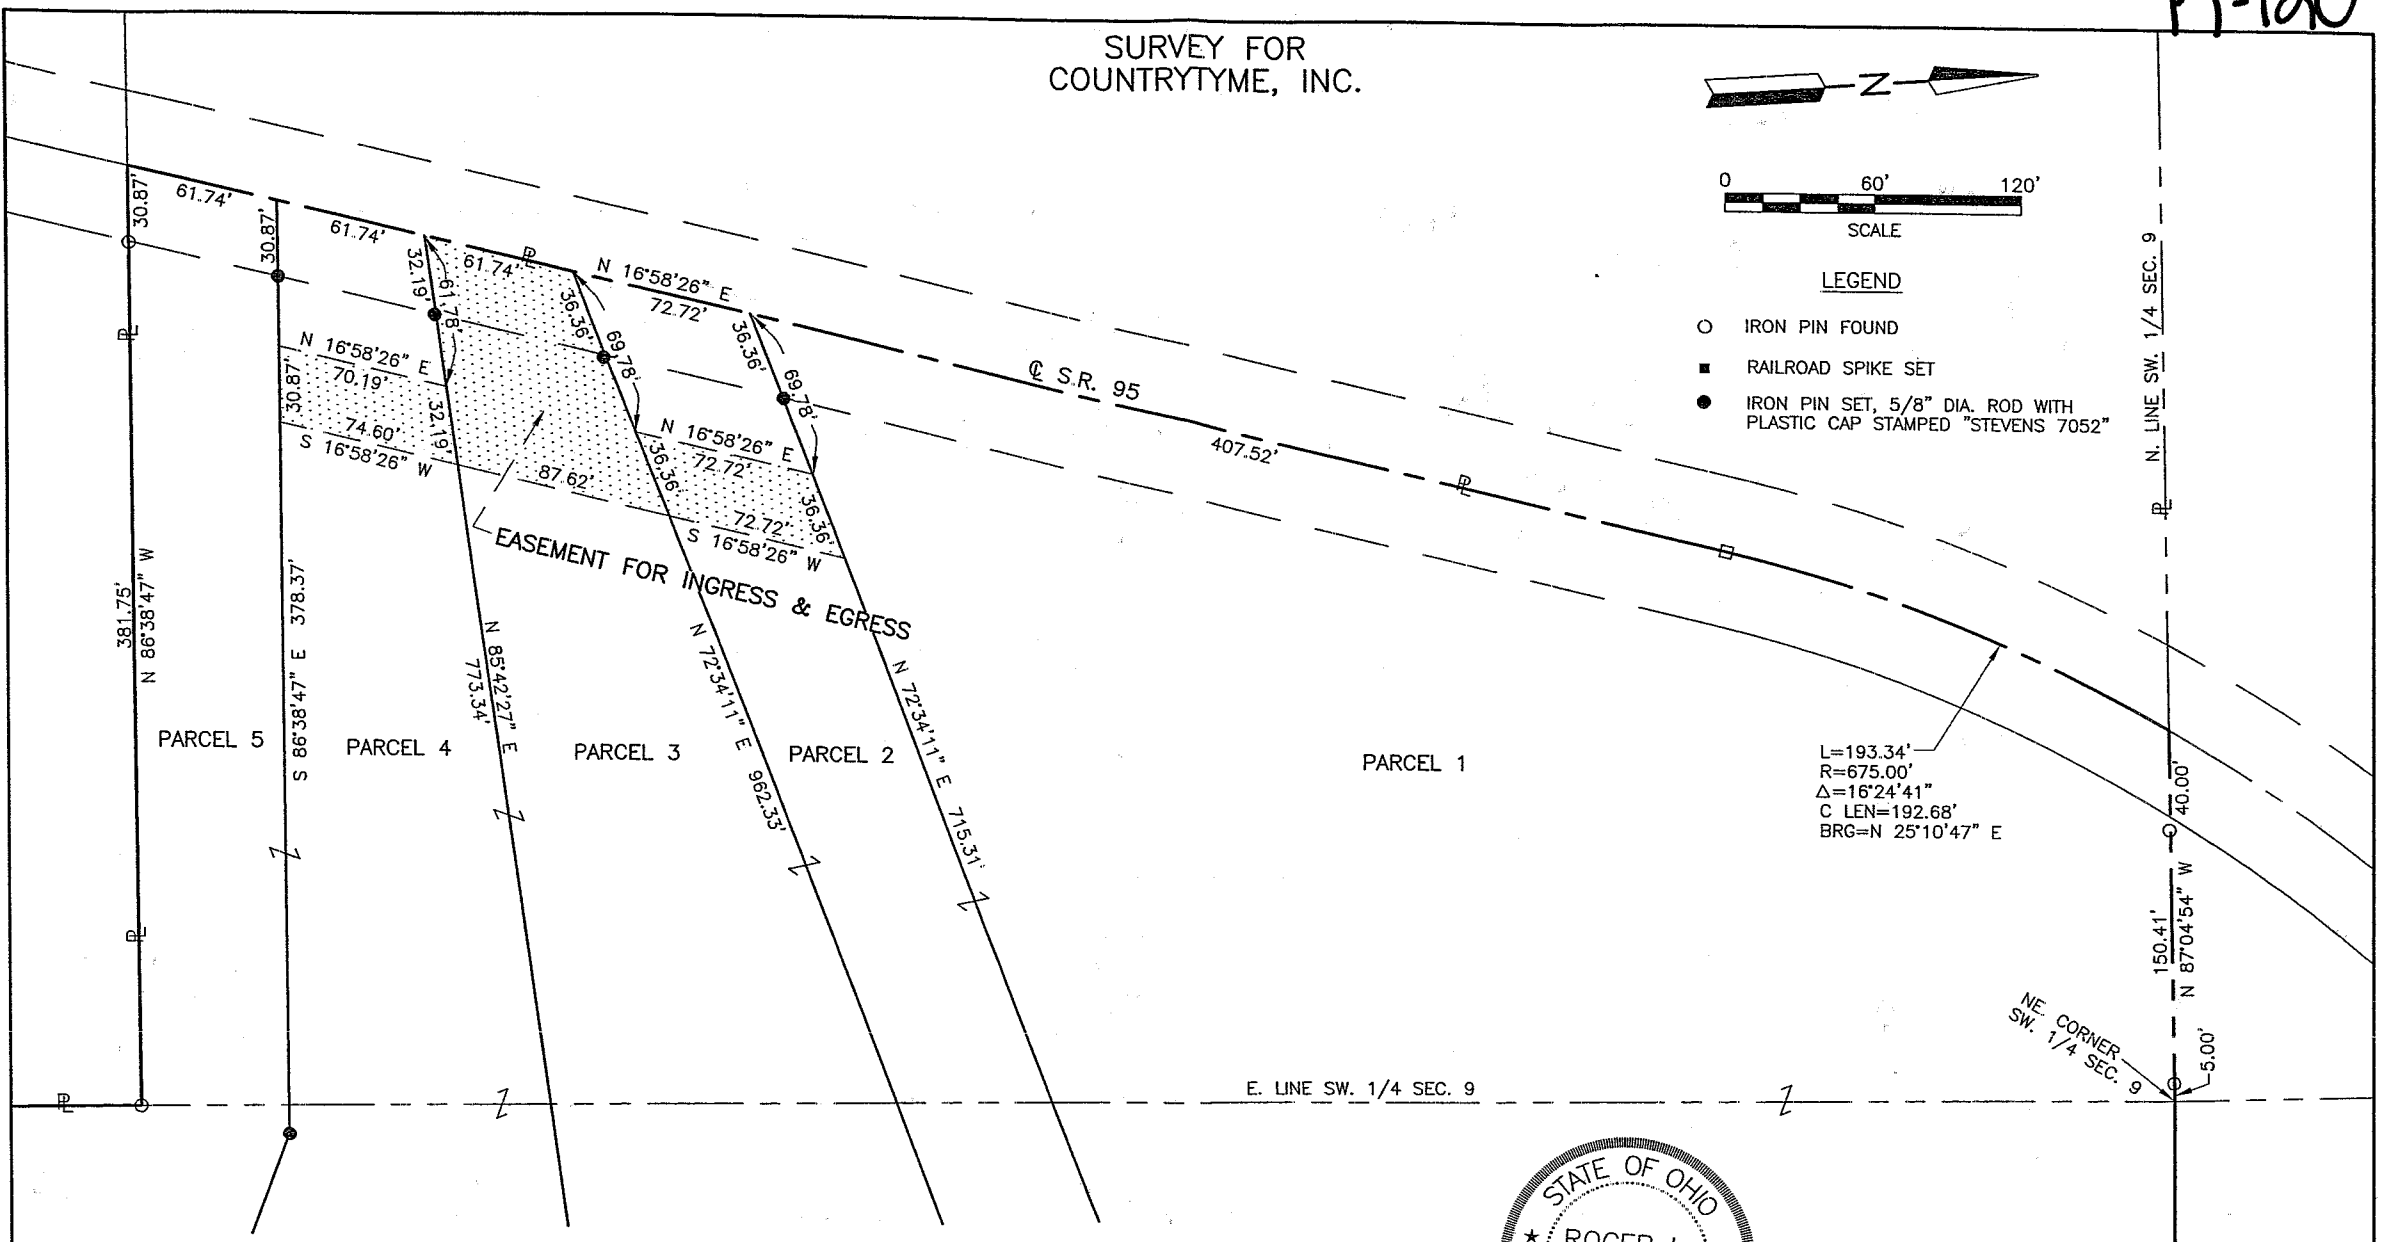 SURVEY FOR
COUNTRYTYME, INC.
N
0 60' 120'
SCALE
LEGEND
IRON PIN FOUND
RAILROAD SPIKE SET
IRON PIN SET, 5/8" DIA. ROD WITH
PLASTIC CAP STAMPED "STEVENS 7052"
N. LINE SW. 1/4 SEC. 9
30.87'
61.74'
30.87'
61.74'
32.19'
61.78'
61.74'
36.36'
69.78'
N 16°58'26" E
72.72'
36.36'
69.78'
℄ S.R. 95
407.52'
N 16°58'26" E
70.19'
30.87'
74.60'
S 16°58'26" W
32.19'
87.62'
N 16°58'26" E
72.72'
36.36'
36.36'
72.72'
S 16°58'26" W
EASEMENT FOR INGRESS & EGRESS
381.75'
N 86°38'47" W
S 86°38'47" E 378.37'
N 85°42'27" E
773.34'
N 72°34'11" E 962.33'
N 72°34'11" E 715.31'
PARCEL 5
PARCEL 4
PARCEL 3
PARCEL 2
PARCEL 1
L=193.34'
R=675.00'
Δ=16°24'41"
C LEN=192.68'
BRG=N 25°10'47" E
40.00'
150.41'
N 87°04'54" W
NE. CORNER
SW. 1/4 SEC. 9
5.00'
E. LINE SW. 1/4 SEC. 9
STATE OF OHIO